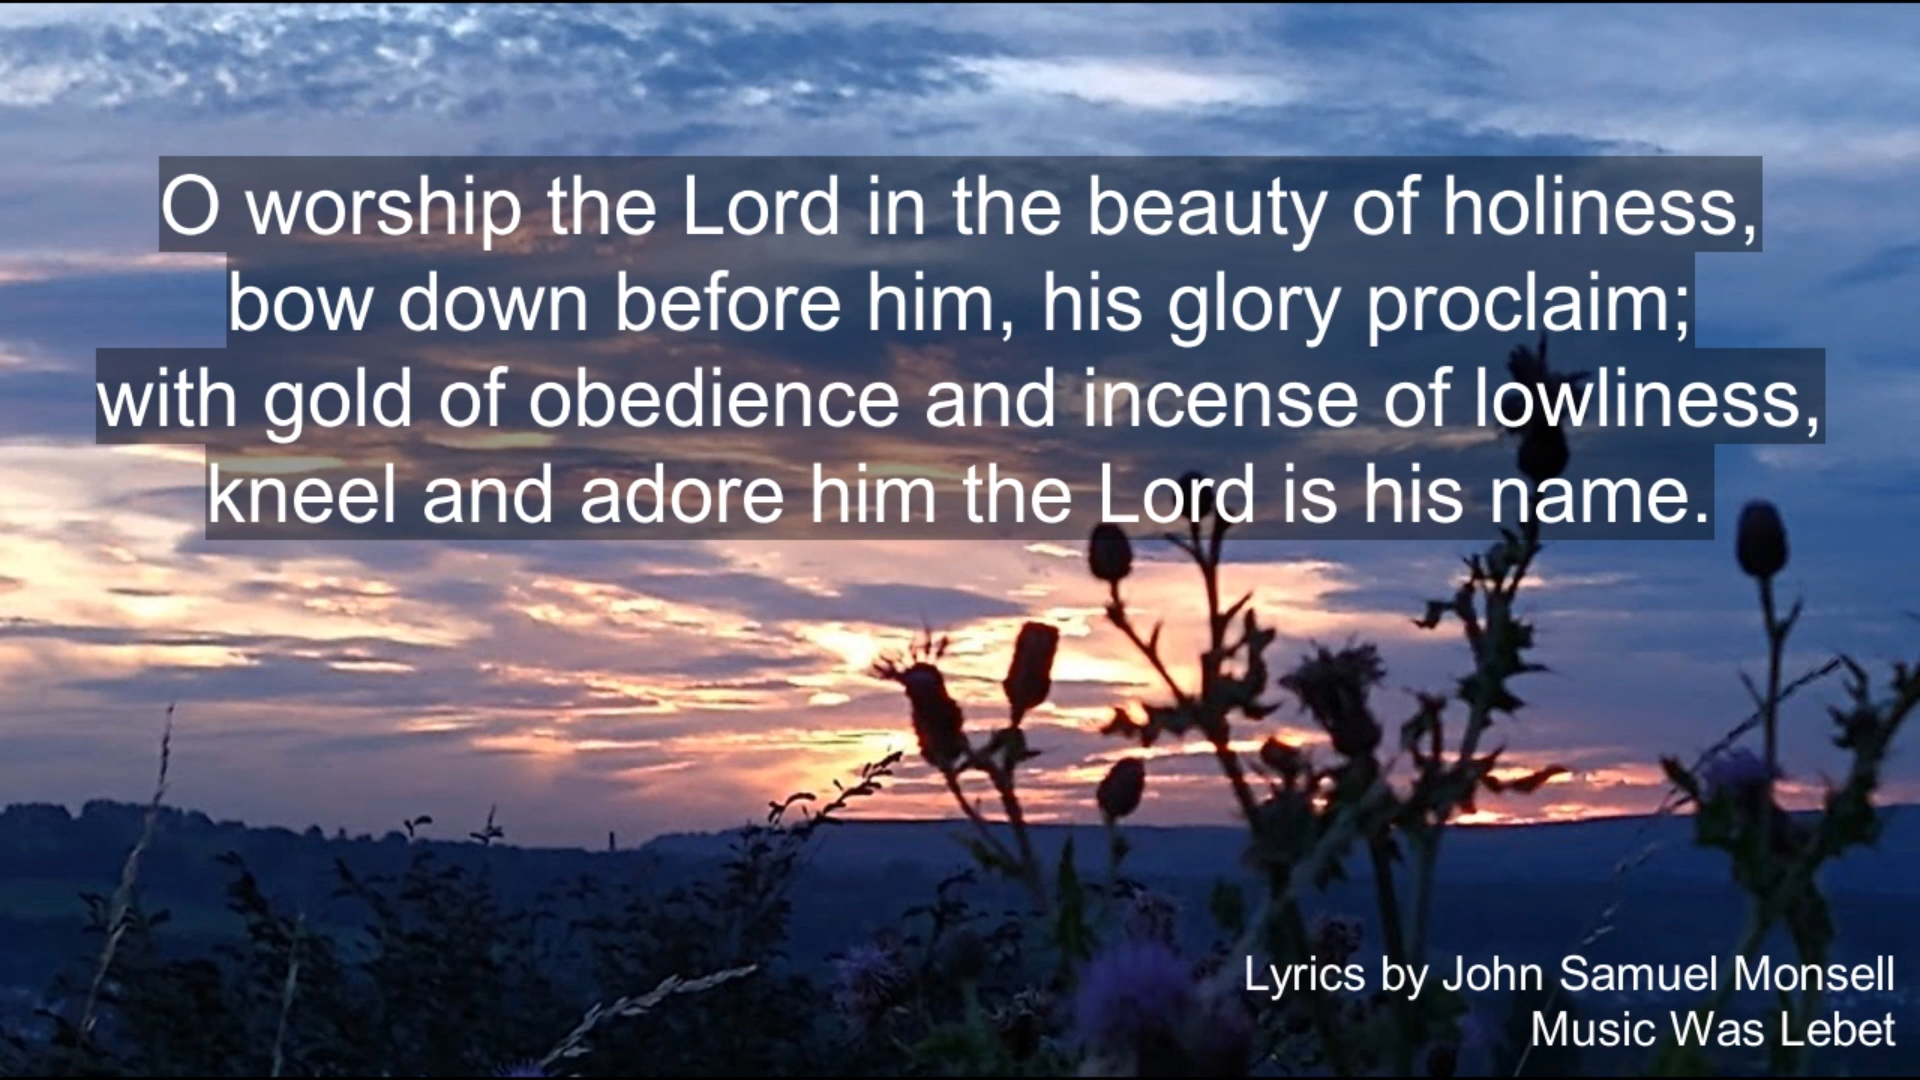 O worship the Lord in the beauty of holiness,
bow down before him, his glory proclaim;
with gold of obedience and incense of lowliness,
kneel and adore him the Lord is his name.
Lyrics by John Samuel Monsell
Music Was Lebet